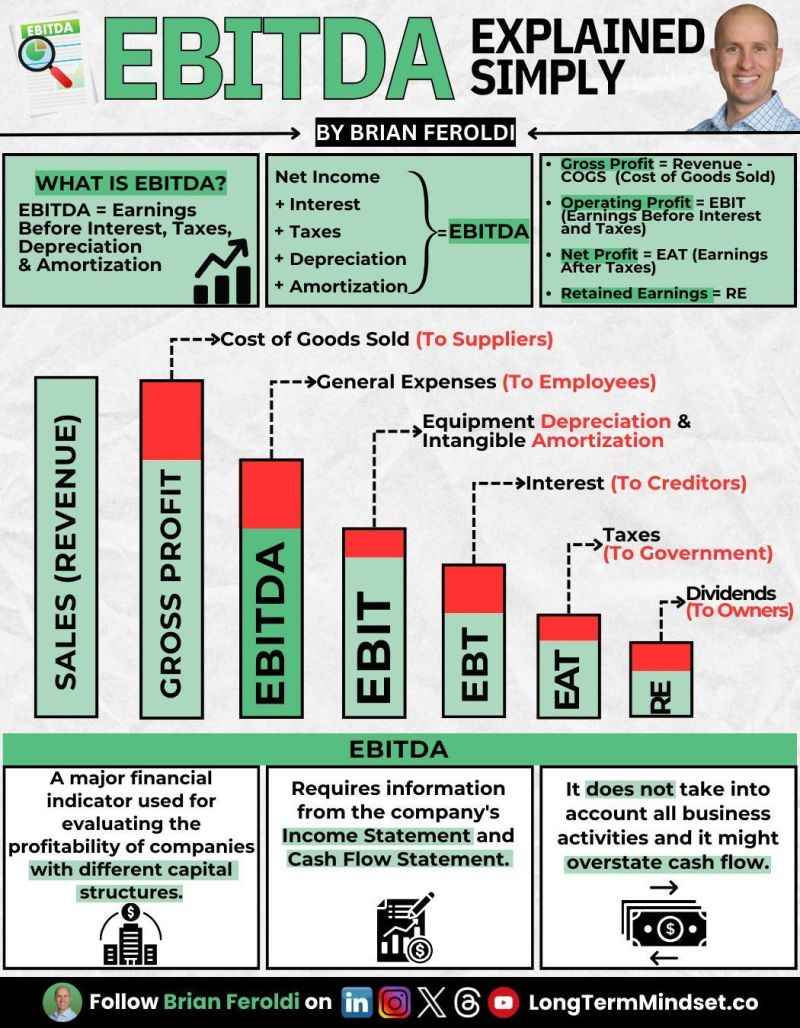 EBITDA
EBITDA
EXPLAINED
SIMPLY
BY BRIAN FEROLDI
WHAT IS EBITDA?
EBITDA = Earnings
Before Interest, Taxes,
Depreciation
& Amortization
Net Income
+ Interest
+ Taxes
+ Depreciation
+ Amortization
=EBITDA
• Gross Profit = Revenue -
COGS (Cost of Goods Sold)
• Operating Profit = EBIT
(Earnings Before Interest
and Taxes)
• Net Profit = EAT (Earnings
After Taxes)
• Retained Earnings = RE
Cost of Goods Sold (To Suppliers)
General Expenses (To Employees)
Equipment Depreciation &
Intangible Amortization
Interest (To Creditors)
Taxes
(To Government)
Dividends
(To Owners)
SALES (REVENUE)
GROSS PROFIT
EBITDA
EBIT
EBT
EAT
RE
EBITDA
A major financial
indicator used for
evaluating the
profitability of companies
with different capital
structures.
Requires information
from the company's
Income Statement and
Cash Flow Statement.
It does not take into
account all business
activities and it might
overstate cash flow.
Follow Brian Feroldi on LongTermMindset.co